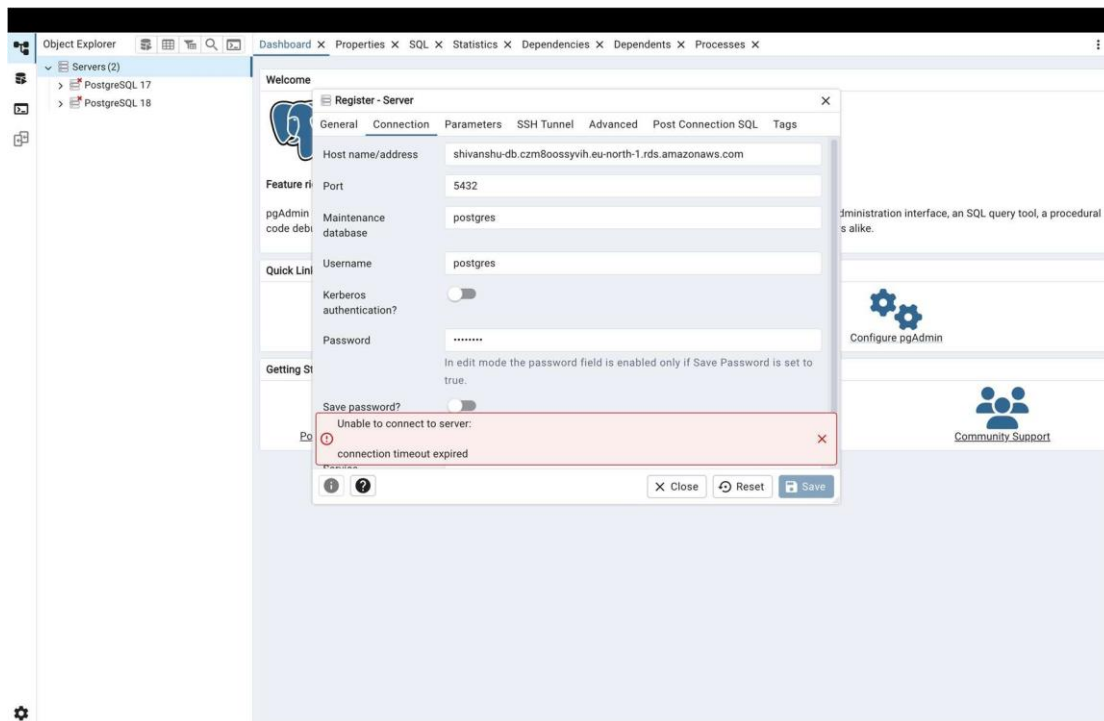 Object Explorer
Dashboard Properties SQL Statistics Dependencies Dependents Processes
Servers (2)
PostgreSQL 17
PostgreSQL 18
Welcome
Register - Server
General Connection Parameters SSH Tunnel Advanced Post Connection SQL Tags
Host name/address shivanshu-db.czm8oossyvih.eu-north-1.rds.amazonaws.com
Feature ri
Port 5432
pgAdmin
code debu
Maintenance
database
postgres
dministration interface, an SQL query tool, a procedural
s alike.
Username postgres
Quick Lin
Kerberos
authentication?
Configure pgAdmin
Password ••••••••
In edit mode the password field is enabled only if Save Password is set to
true.
Getting St
Save password?
Unable to connect to server:
connection timeout expired
Po
Community Support
Service
Close Reset Save